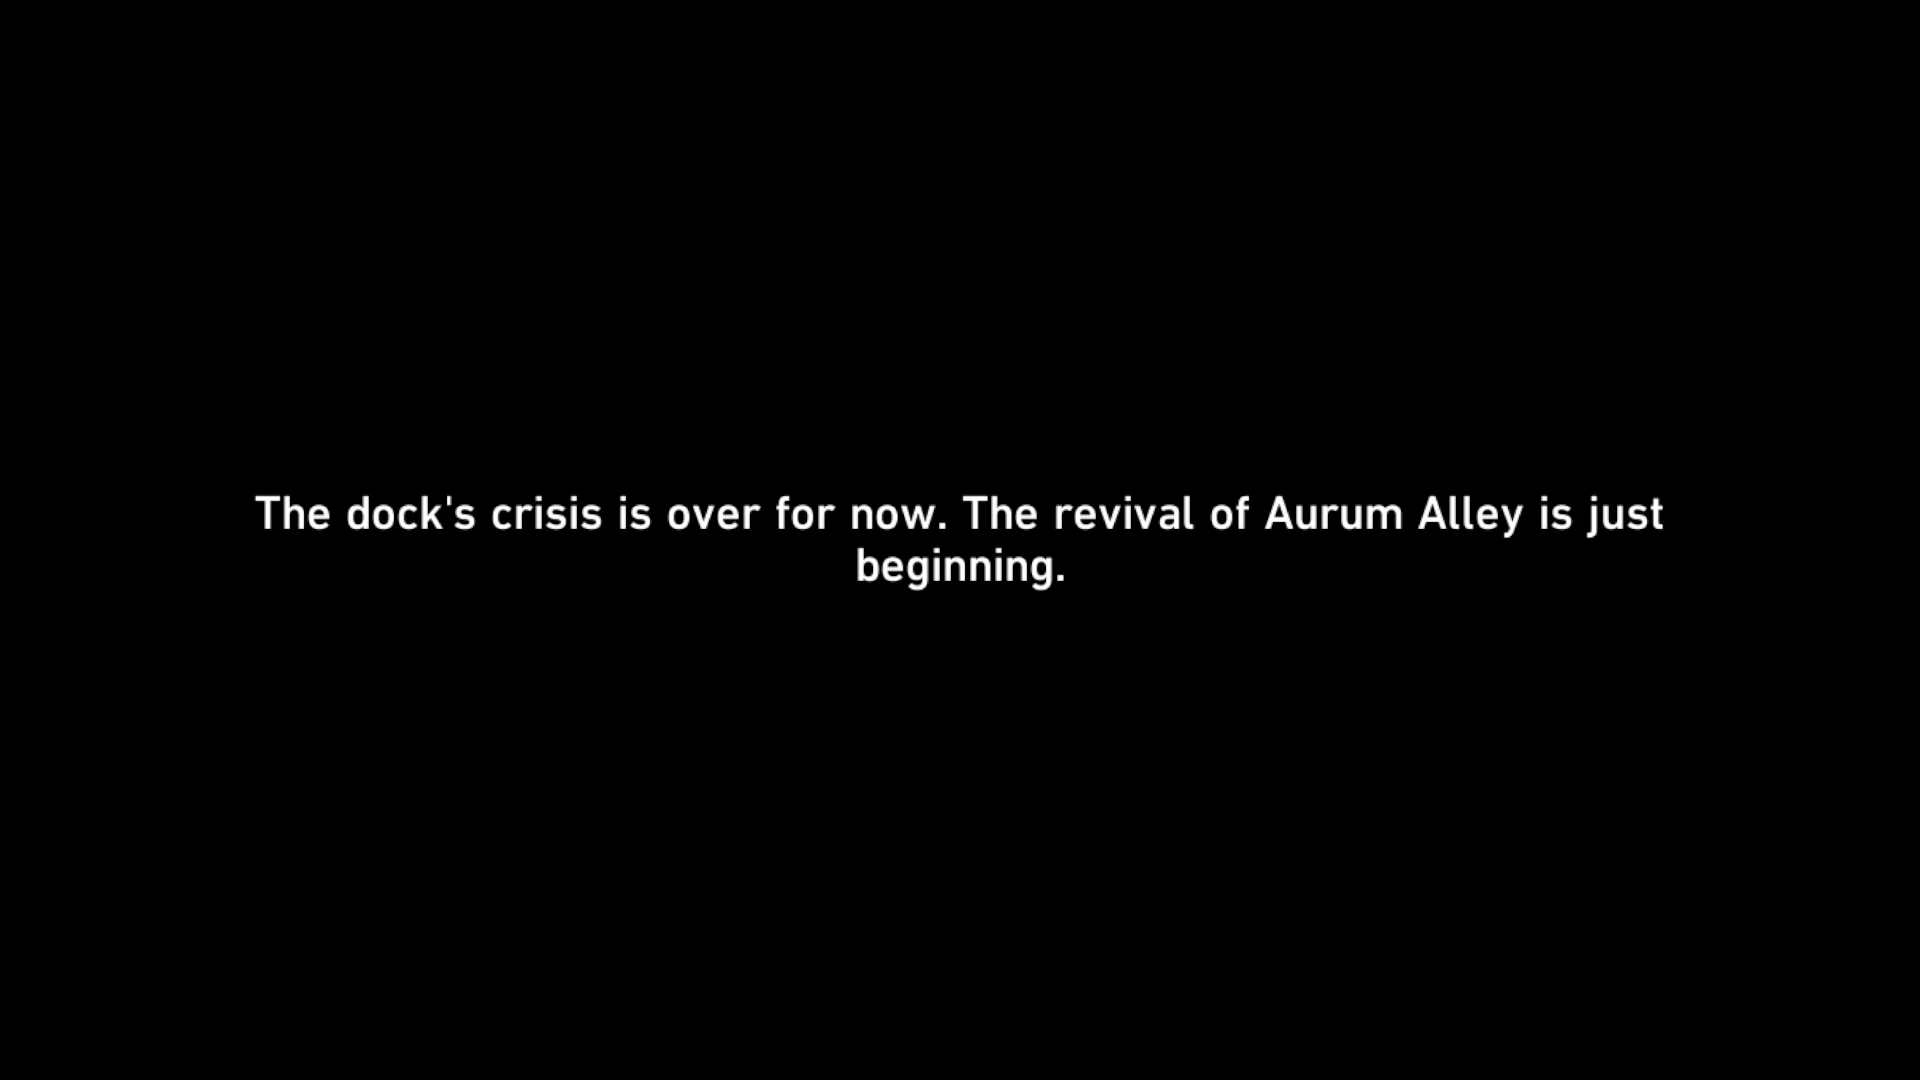 The dock's crisis is over for now. The revival of Aurum Alley is just
beginning.